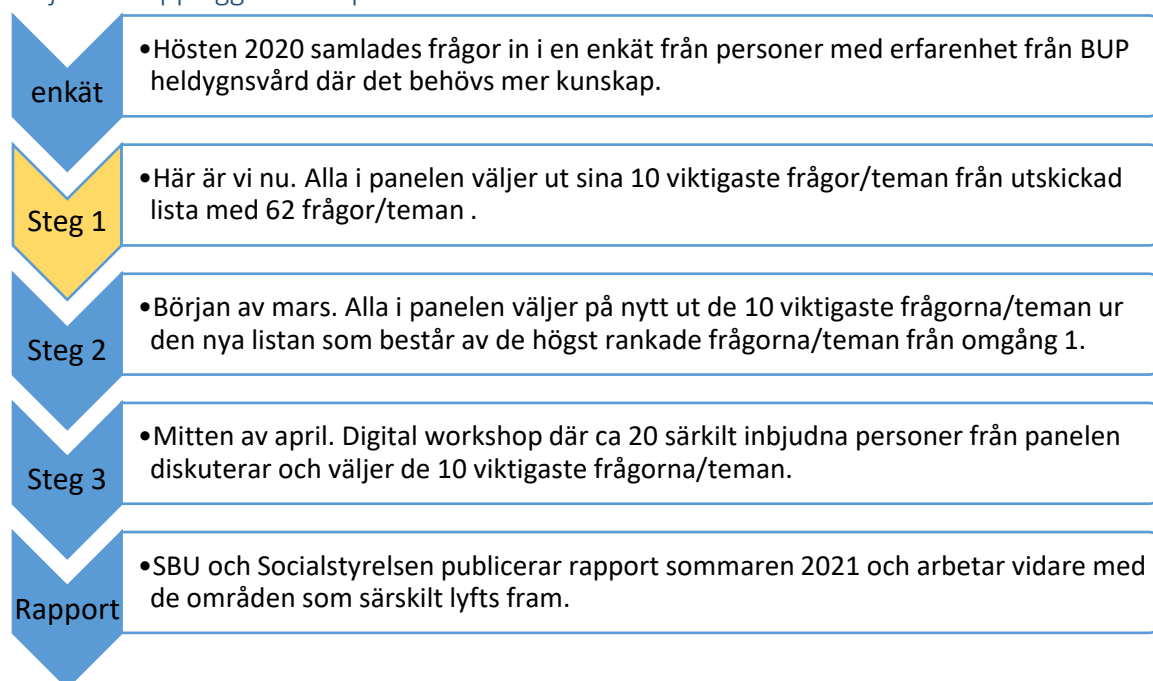 enkät
•Hösten 2020 samlades frågor in i en enkät från personer med erfarenhet från BUP
heldygnsvård där det behövs mer kunskap.
Steg 1
•Här är vi nu. Alla i panelen väljer ut sina 10 viktigaste frågor/teman från utskickad
lista med 62 frågor/teman .
Steg 2
•Början av mars. Alla i panelen väljer på nytt ut de 10 viktigaste frågorna/teman ur
den nya listan som består av de högst rankade frågorna/teman från omgång 1.
Steg 3
•Mitten av april. Digital workshop där ca 20 särkilt inbjudna personer från panelen
diskuterar och väljer de 10 viktigaste frågorna/teman.
Rapport
•SBU och Socialstyrelsen publicerar rapport sommaren 2021 och arbetar vidare med
de områden som särskilt lyfts fram.